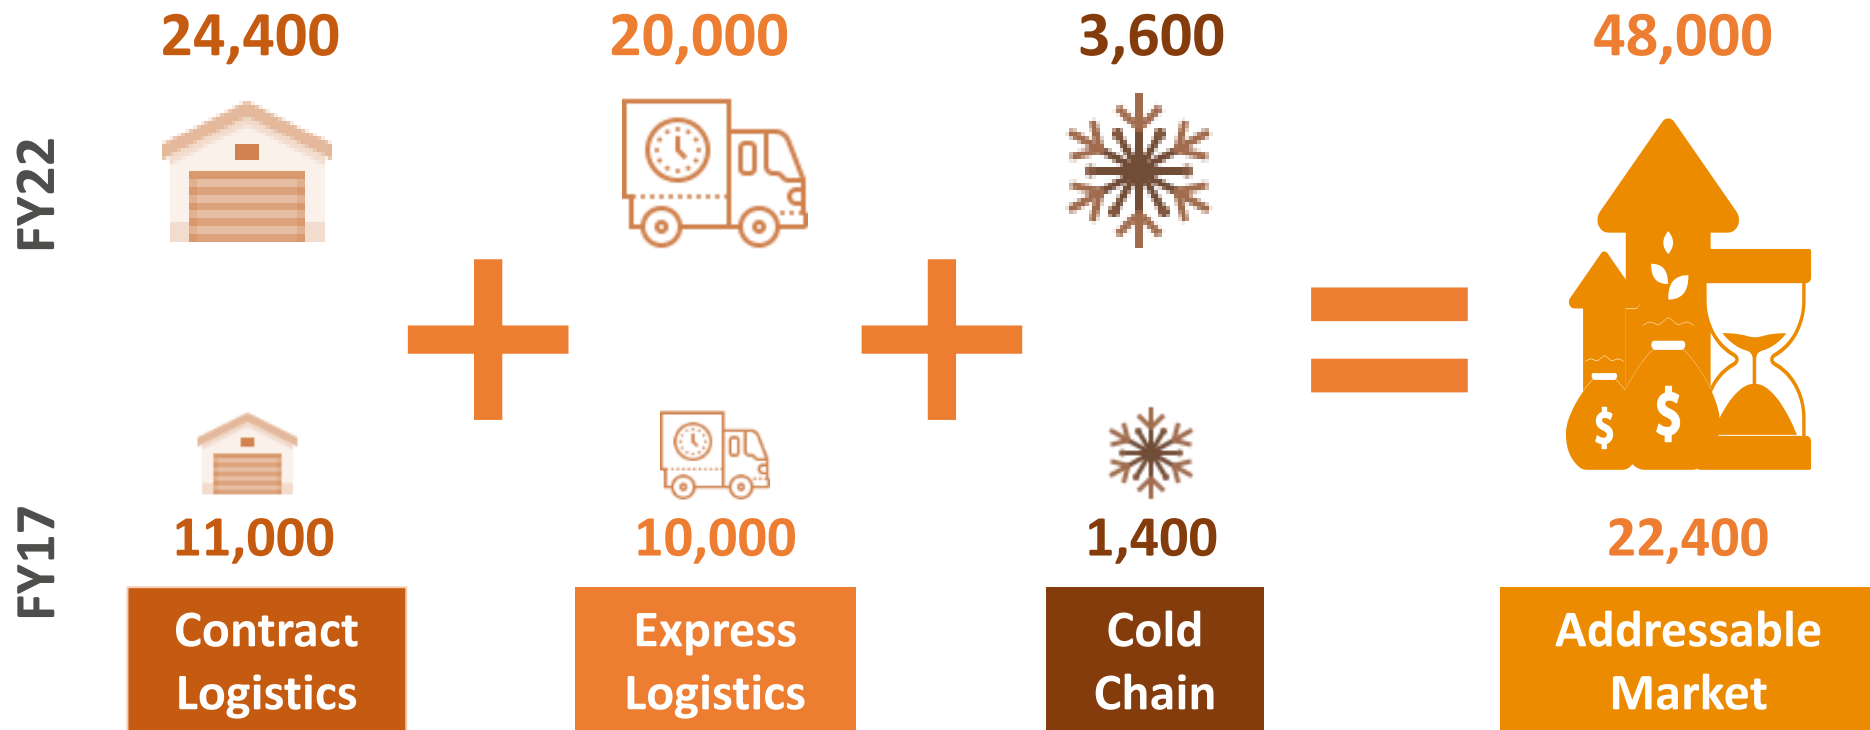 24,400 20,000 3,600 48,000
FY22
$ $
FY17
11,000 10,000 1,400 22,400
Contract Logistics
Express Logistics
Cold Chain
Addressable Market